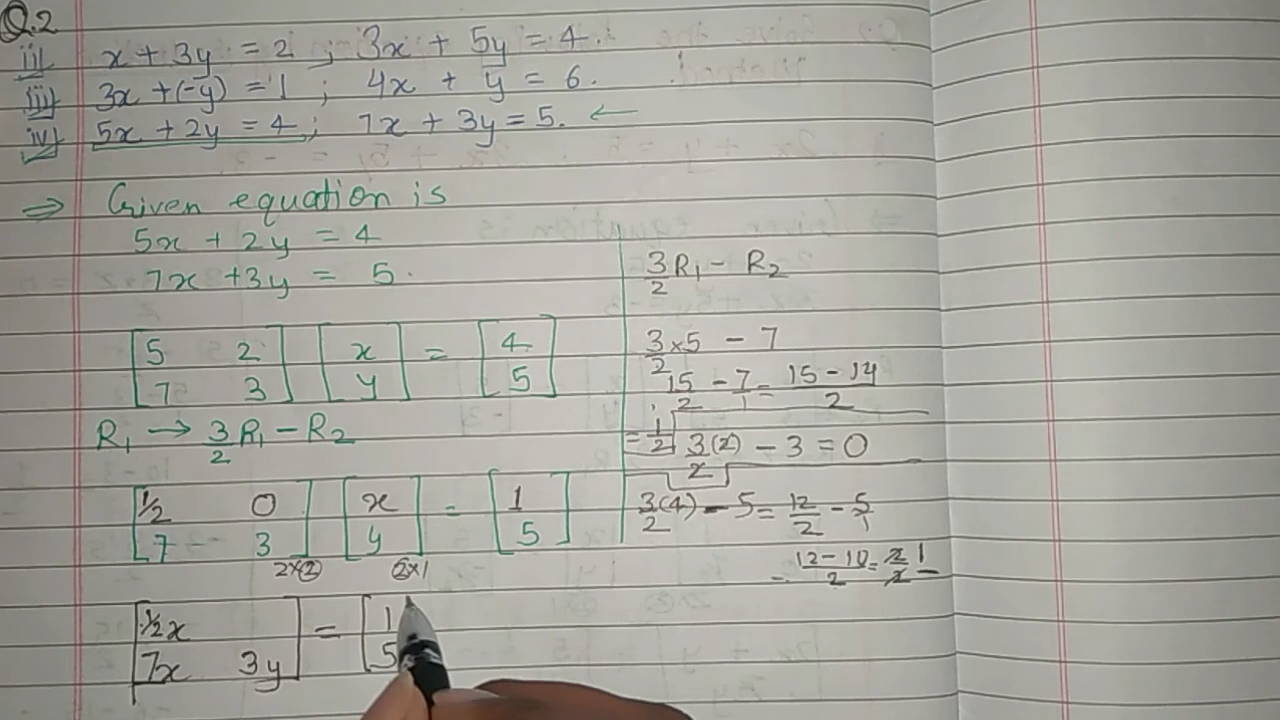 Q.2
ii) x + 3y = 2 ; 3x + 5y = 4.
iii) 3x + (-y) = 1 ; 4x + y = 6.
iv) 5x + 2y = 4 ; 7x + 3y = 5. ←
⇒ Given equation is
5x + 2y = 4
7x + 3y = 5.
[5 2] [x] = [4]
[7 3] [y] [5]
R₁ → 3/2 R₁ - R₂
[1/2 0] [x] = [1]
[7 3] [y] [5]
2×2 2×1
[1/2x ] = [1
[7x 3y] [5
3/2 R₁ - R₂
3/2 × 5 - 7
15/2 - 7/1 = 15 - 14/2
= 1/2
3(2)/2 - 3 = 0
3(4)/2 - 5 = 12/2 - 5/1
= 12 - 10/2 = 2/2 1